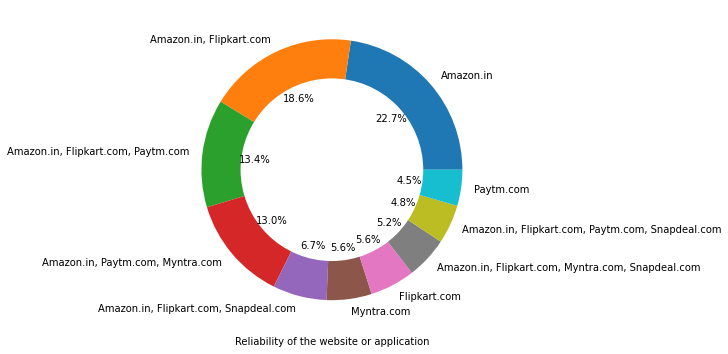 Amazon.in, Flipkart.com
Amazon.in
18.6%
22.7%
Amazon.in, Flipkart.com, Paytm.com
13.4%
4.5%
Paytm.com
4.8%
13.0%
5.2%
Amazon.in, Flipkart.com, Paytm.com, Snapdeal.com
6.7%
5.6%
5.6%
Amazon.in, Paytm.com, Myntra.com
Amazon.in, Flipkart.com, Myntra.com, Snapdeal.com
Flipkart.com
Amazon.in, Flipkart.com, Snapdeal.com
Myntra.com
Reliability of the website or application